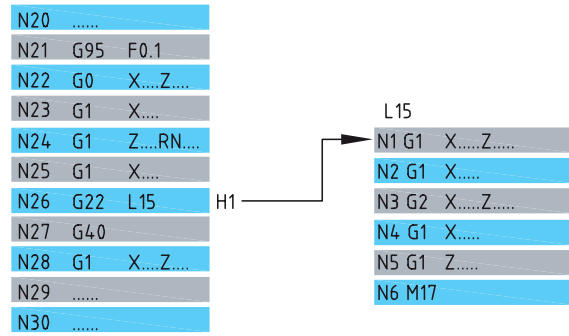 N20 ......
N21 G95 F0.1
N22 G0 X....Z....
N23 G1 X....
N24 G1 Z....RN....
N25 G1 X....
N26 G22 L15 H1
N27 G40
N28 G1 X....Z....
N29 ......
N30 ......
L15
N1 G1 X.....Z.....
N2 G1 X.....
N3 G2 X.....Z.....
N4 G1 X.....
N5 G1 Z.....
N6 M17